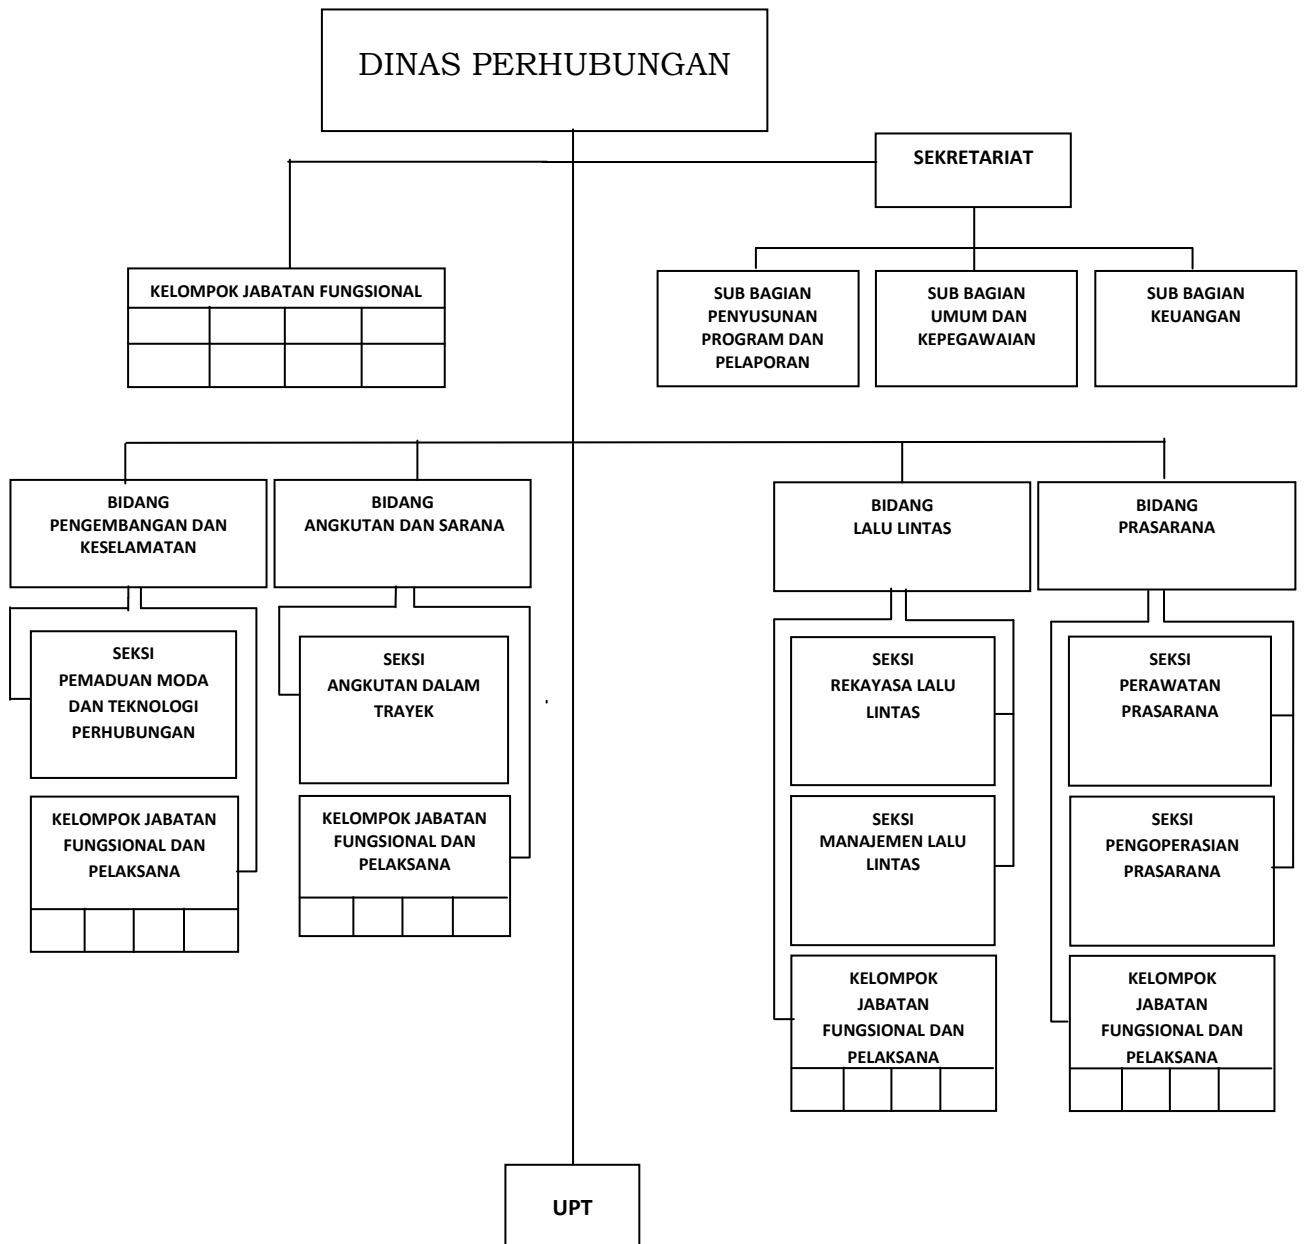 DINAS PERHUBUNGAN
SEKRETARIAT
KELOMPOK JABATAN FUNGSIONAL
SUB BAGIAN
PENYUSUNAN
PROGRAM DAN
PELAPORAN
SUB BAGIAN
UMUM DAN
KEPEGAWAIAN
SUB BAGIAN
KEUANGAN
BIDANG
PENGEMBANGAN DAN
KESELAMATAN
BIDANG
ANGKUTAN DAN SARANA
BIDANG
LALU LINTAS
BIDANG
PRASARANA
SEKSI
PEMADUAN MODA
DAN TEKNOLOGI
PERHUBUNGAN
SEKSI
ANGKUTAN DALAM
TRAYEK
SEKSI
REKAYASA LALU
LINTAS
SEKSI
PERAWATAN
PRASARANA
KELOMPOK JABATAN
FUNGSIONAL DAN
PELAKSANA
KELOMPOK JABATAN
FUNGSIONAL DAN
PELAKSANA
SEKSI
MANAJEMEN LALU
LINTAS
SEKSI
PENGOPERASIAN
PRASARANA
KELOMPOK
JABATAN
FUNGSIONAL DAN
PELAKSANA
KELOMPOK
JABATAN
FUNGSIONAL DAN
PELAKSANA
UPT